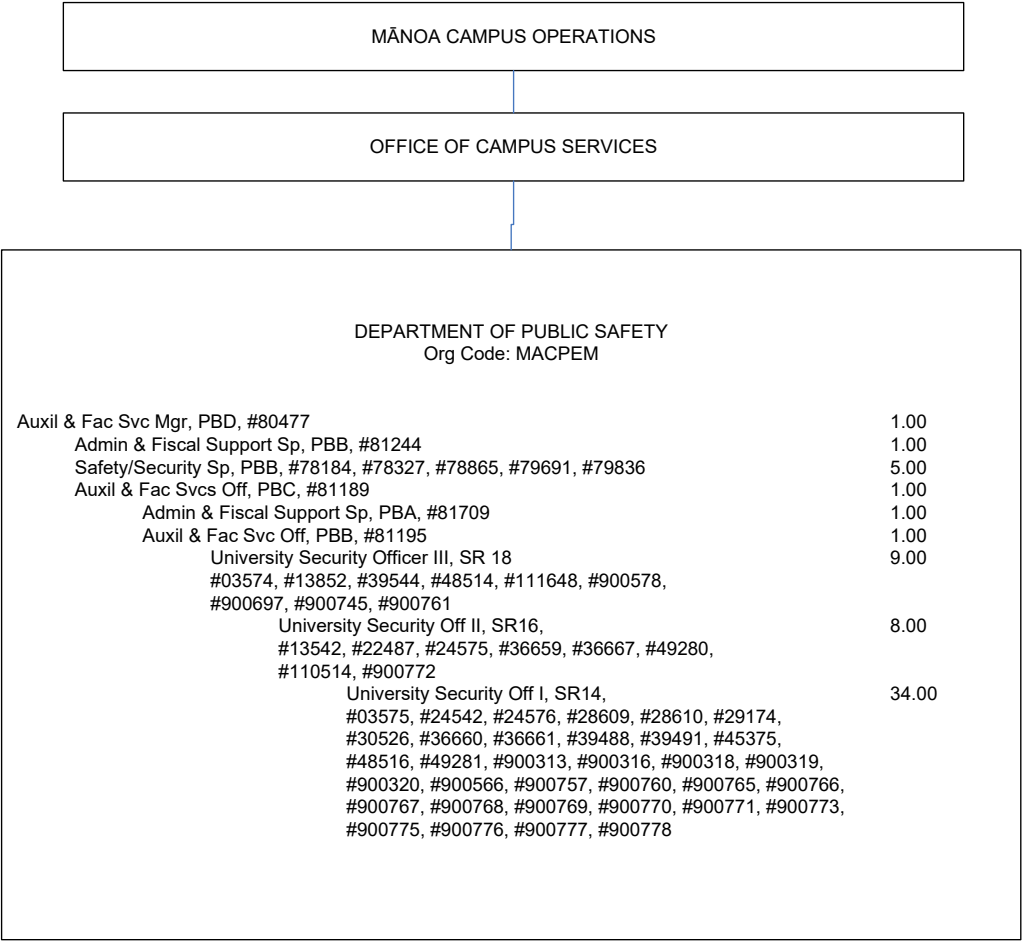 MĀNOA CAMPUS OPERATIONS
OFFICE OF CAMPUS SERVICES
DEPARTMENT OF PUBLIC SAFETY
Org Code: MACPEM
Auxil & Fac Svc Mgr, PBD, #80477 1.00
Admin & Fiscal Support Sp, PBB, #81244 1.00
Safety/Security Sp, PBB, #78184, #78327, #78865, #79691, #79836 5.00
Auxil & Fac Svcs Off, PBC, #81189 1.00
Admin & Fiscal Support Sp, PBA, #81709 1.00
Auxil & Fac Svc Off, PBB, #81195 1.00
University Security Officer III, SR 18 9.00
#03574, #13852, #39544, #48514, #111648, #900578,
#900697, #900745, #900761
University Security Off II, SR16, 8.00
#13542, #22487, #24575, #36659, #36667, #49280,
#110514, #900772
University Security Off I, SR14, 34.00
#03575, #24542, #24576, #28609, #28610, #29174,
#30526, #36660, #36661, #39488, #39491, #45375,
#48516, #49281, #900313, #900316, #900318, #900319,
#900320, #900566, #900757, #900760, #900765, #900766,
#900767, #900768, #900769, #900770, #900771, #900773,
#900775, #900776, #900777, #900778